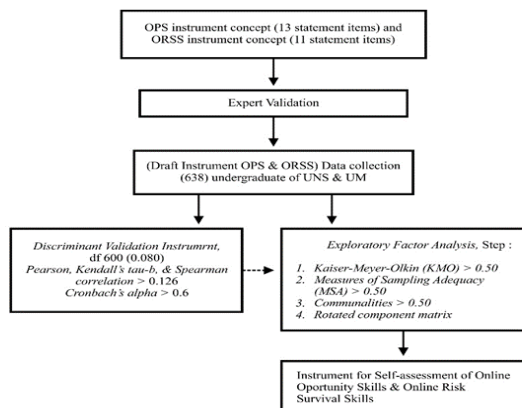 OPS instrument concept (13 statement items) and
ORSS instrument concept (11 statement items)
Expert Validation
(Draft Instrument OPS & ORSS) Data collection
(638) undergraduate of UNS & UM
Discriminant Validation Instrumrnt,
df 600 (0.080)
Pearson, Kendall's tau-b, & Spearman
correlation > 0.126
Cronbach's alpha > 0.6
Exploratory Factor Analysis, Step :
1. Kaiser-Meyer-Olkin (KMO) > 0.50
2. Measures of Sampling Adequacy
(MSA) > 0.50
3. Communalities > 0.50
4. Rotated component matrix
Instrument for Self-assessment of Online
Oportunity Skills & Online Risk
Survival Skills